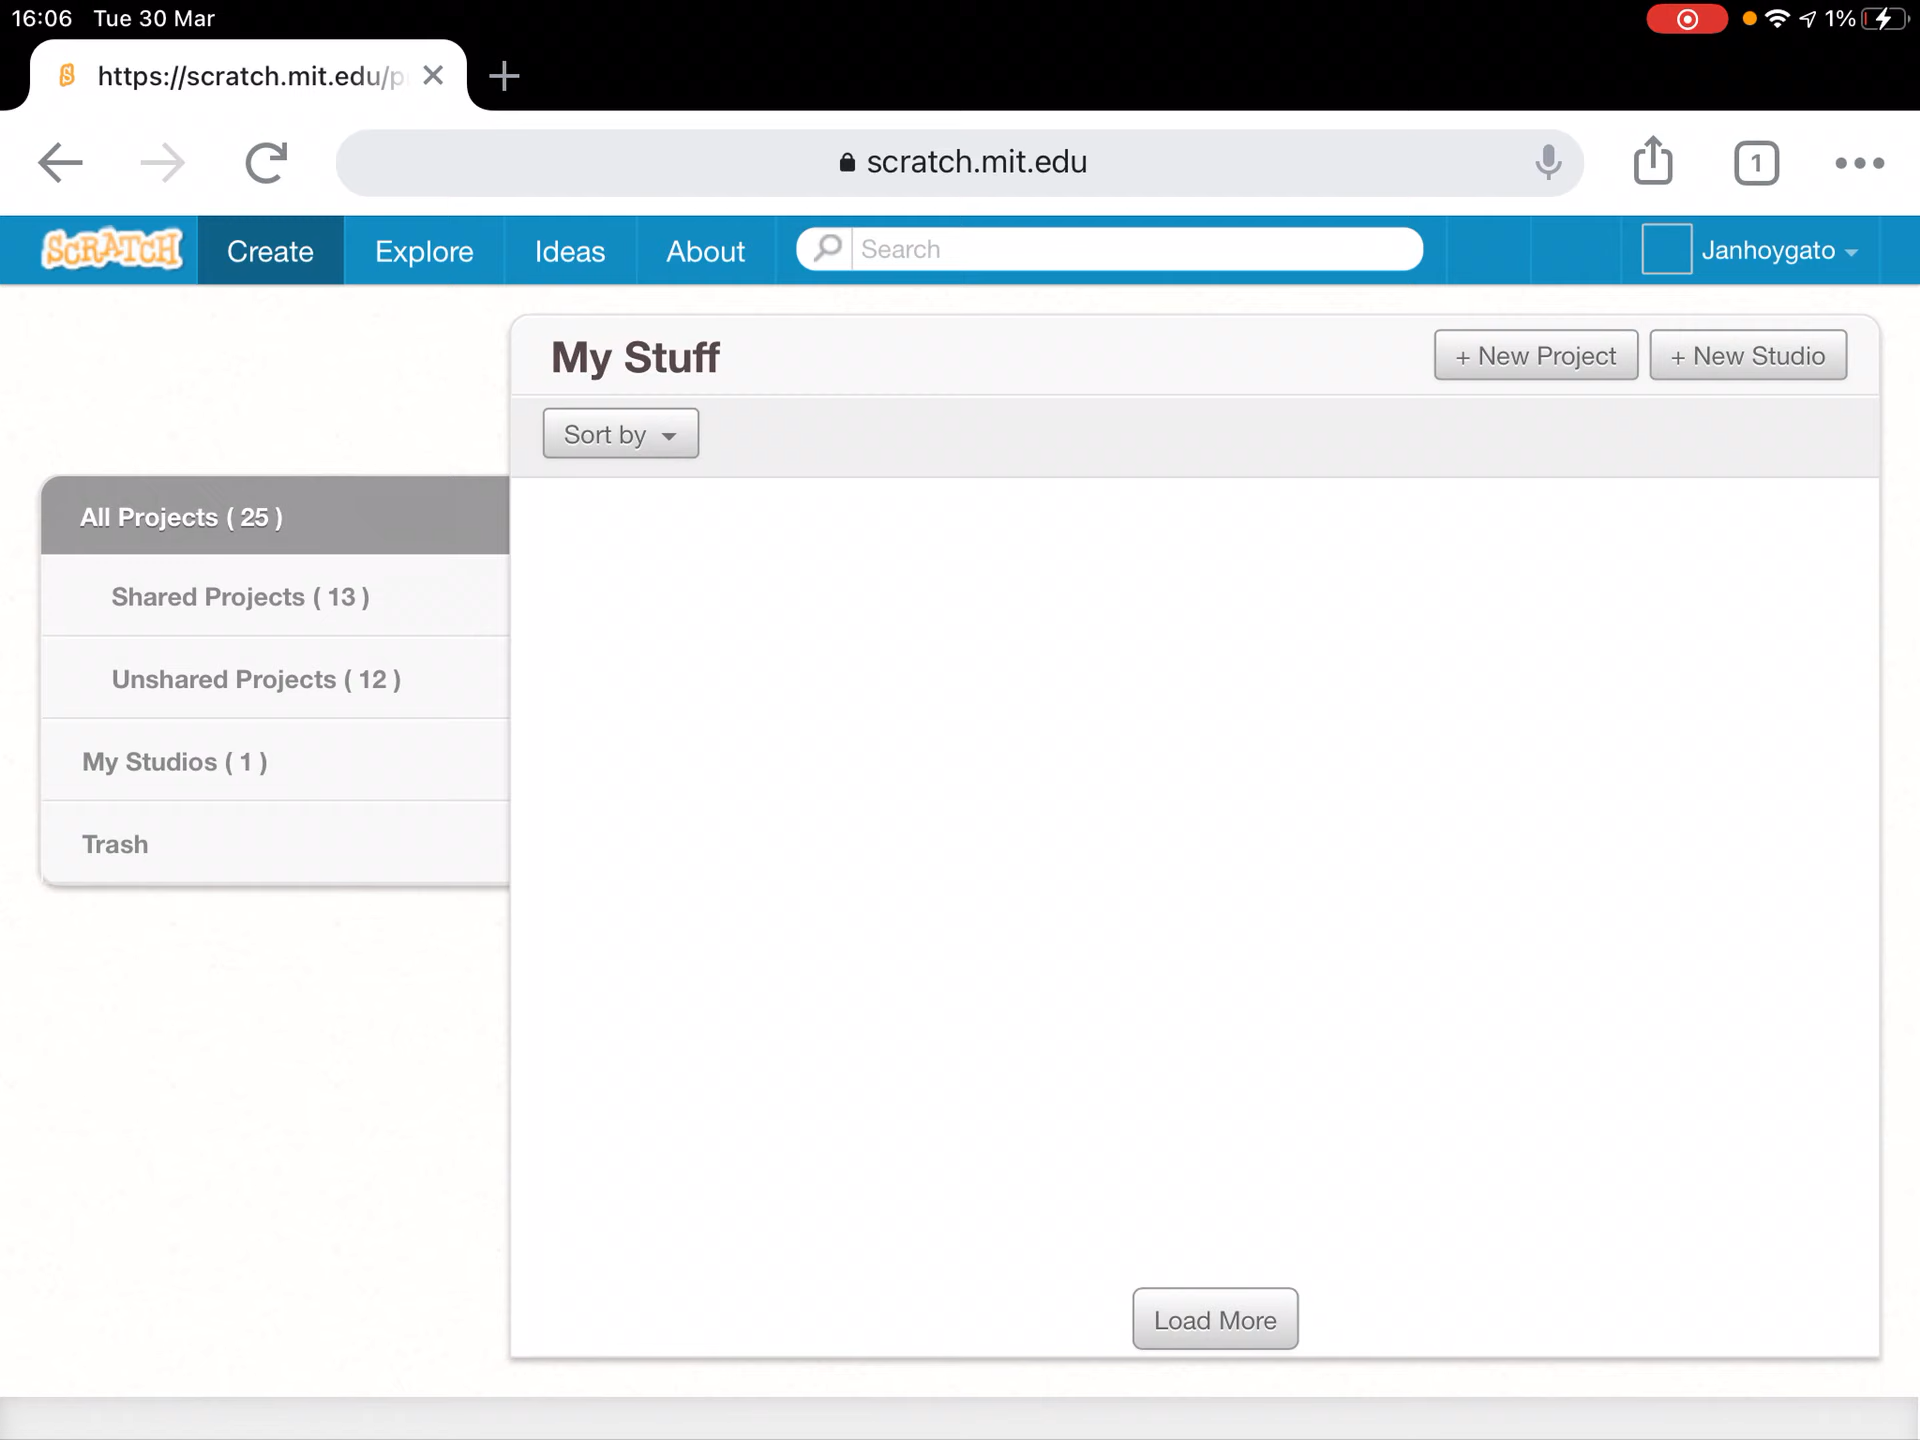 16:06 Tue 30 Mar
1%
https://scratch.mit.edu/p
scratch.mit.edu
1
SCRATCH Create Explore Ideas About Search Janhoygato
My Stuff
+ New Project + New Studio
Sort by
All Projects ( 25 )
Shared Projects ( 13 )
Unshared Projects ( 12 )
My Studios ( 1 )
Trash
Load More